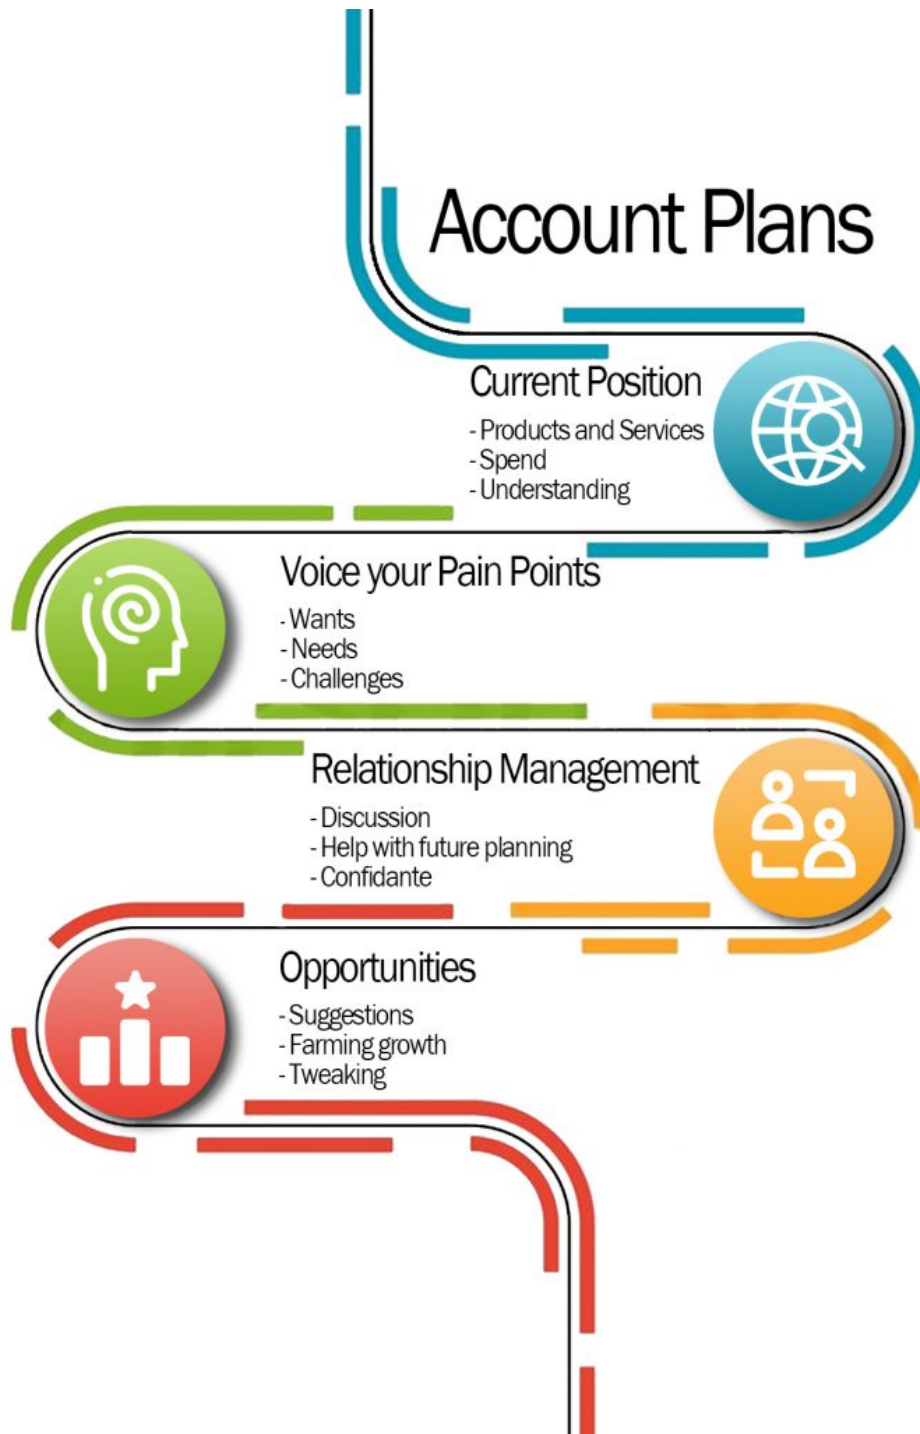 Account Plans
Current Position
- Products and Services
- Spend
- Understanding
Voice your Pain Points
- Wants
- Needs
- Challenges
Relationship Management
- Discussion
- Help with future planning
- Confidante
Opportunities
- Suggestions
- Farming growth
- Tweaking